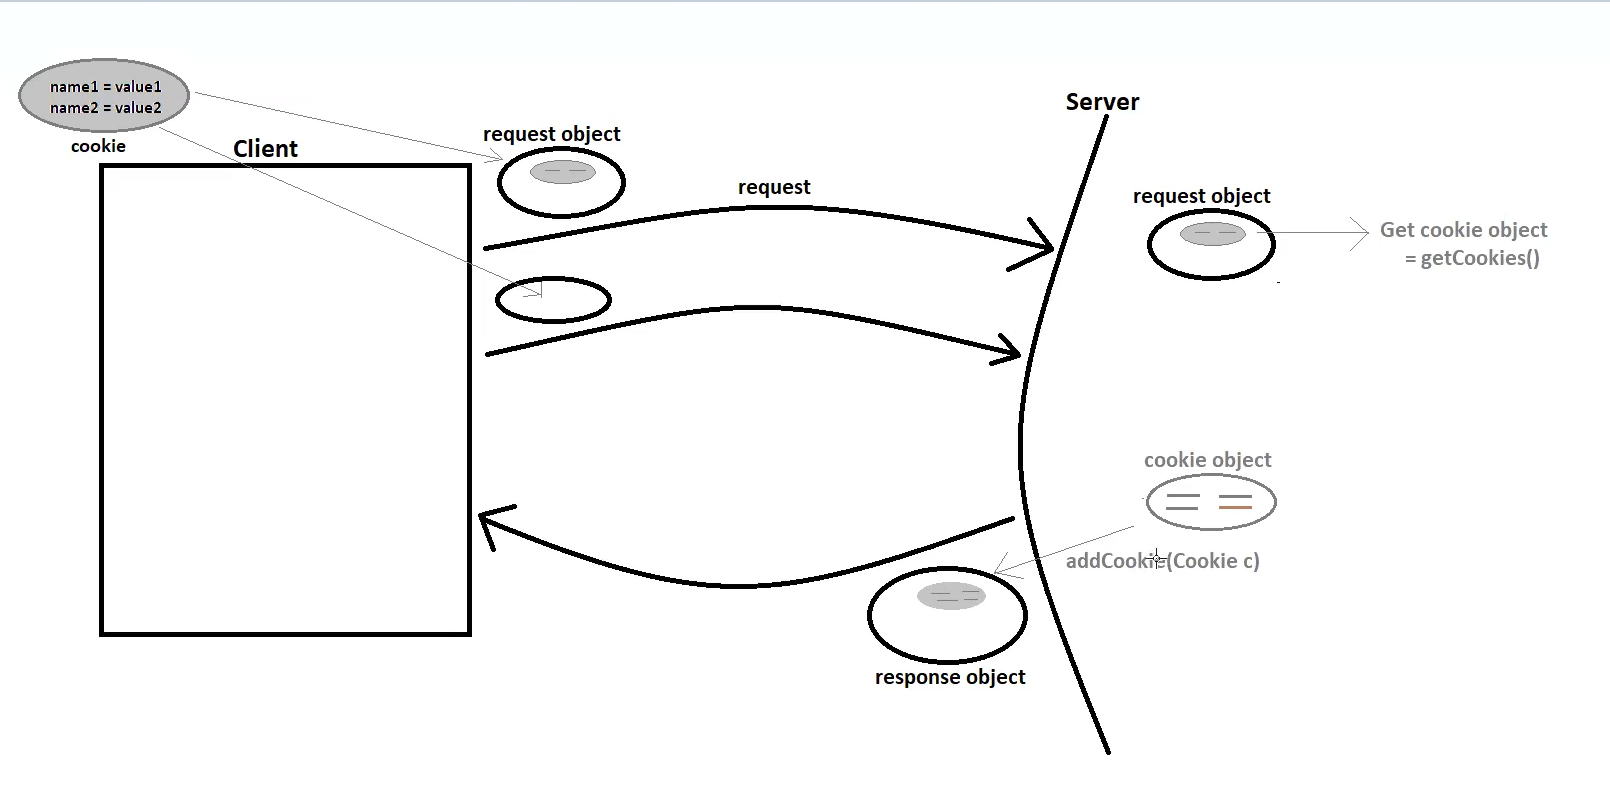 name1 = value1
name2 = value2
cookie
Client
request object
request
Server
request object
Get cookie object
= getCookies()
cookie object
addCookie(Cookie c)
response object